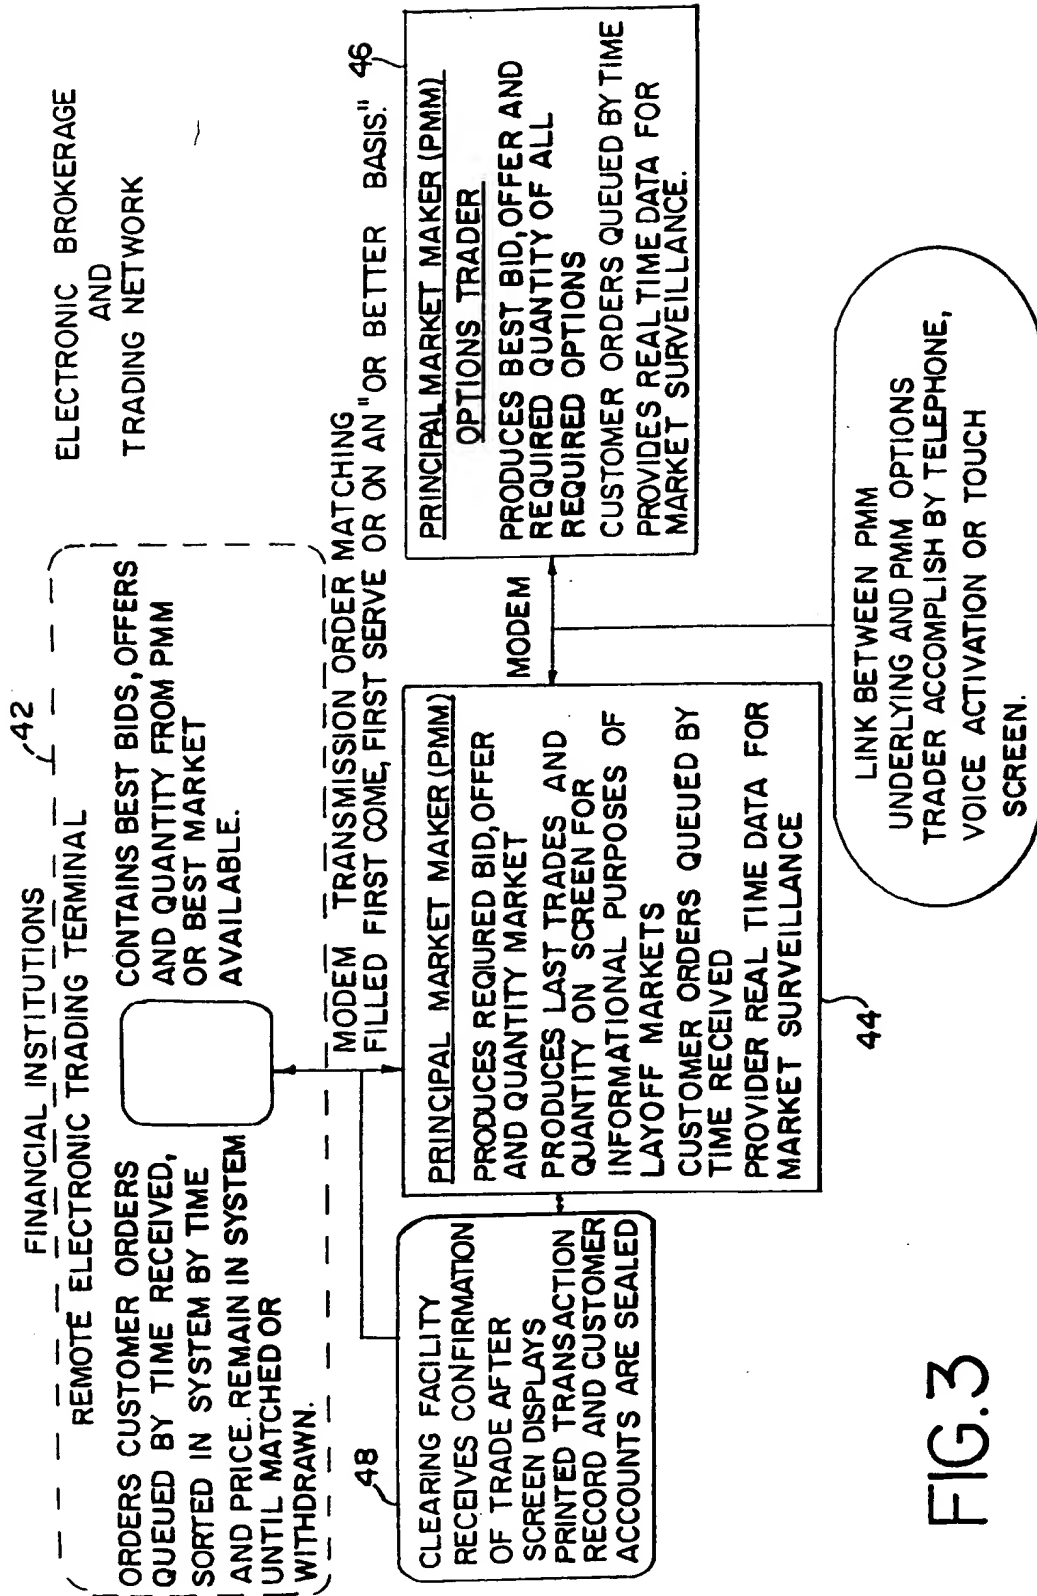 ELECTRONIC BROKERAGE
AND
TRADING NETWORK
FINANCIAL INSTITUTIONS
42
REMOTE ELECTRONIC TRADING TERMINAL
ORDERS CUSTOMER ORDERS
QUEUED BY TIME RECEIVED,
SORTED IN SYSTEM BY TIME
AND PRICE. REMAIN IN SYSTEM
UNTIL MATCHED OR
WITHDRAWN.
CONTAINS BEST BIDS, OFFERS
AND QUANTITY FROM PMM
OR BEST MARKET
AVAILABLE.
MODEM TRANSMISSION ORDER MATCHING
FILLED FIRST COME, FIRST SERVE OR ON AN "OR BETTER BASIS."
48
CLEARING FACILITY
RECEIVES CONFIRMATION
OF TRADE AFTER
SCREEN DISPLAYS
PRINTED TRANSACTION
RECORD AND CUSTOMER
ACCOUNTS ARE SEALED
PRINCIPAL MARKET MAKER (PMM)
PRODUCES REQIURED BID, OFFER
AND QUANTITY MARKET
PRODUCES LAST TRADES AND
QUANTITY ON SCREEN FOR
INFORMATIONAL PURPOSES OF
LAYOFF MARKETS
CUSTOMER ORDERS QUEUED BY
TIME RECEIVED
PROVIDER REAL TIME DATA FOR
MARKET SURVEILLANCE
44
MODEM
46
PRINCIPAL MARKET MAKER (PMM)
OPTIONS TRADER
PRODUCES BEST BID, OFFER AND
REQUIRED QUANTITY OF ALL
REQUIRED OPTIONS
CUSTOMER ORDERS QUEUED BY TIME
PROVIDES REAL TIME DATA FOR
MARKET SURVEILLANCE.
LINK BETWEEN PMM
UNDERLYING AND PMM OPTIONS
TRADER ACCOMPLISH BY TELEPHONE,
VOICE ACTIVATION OR TOUCH
SCREEN.
FIG.3